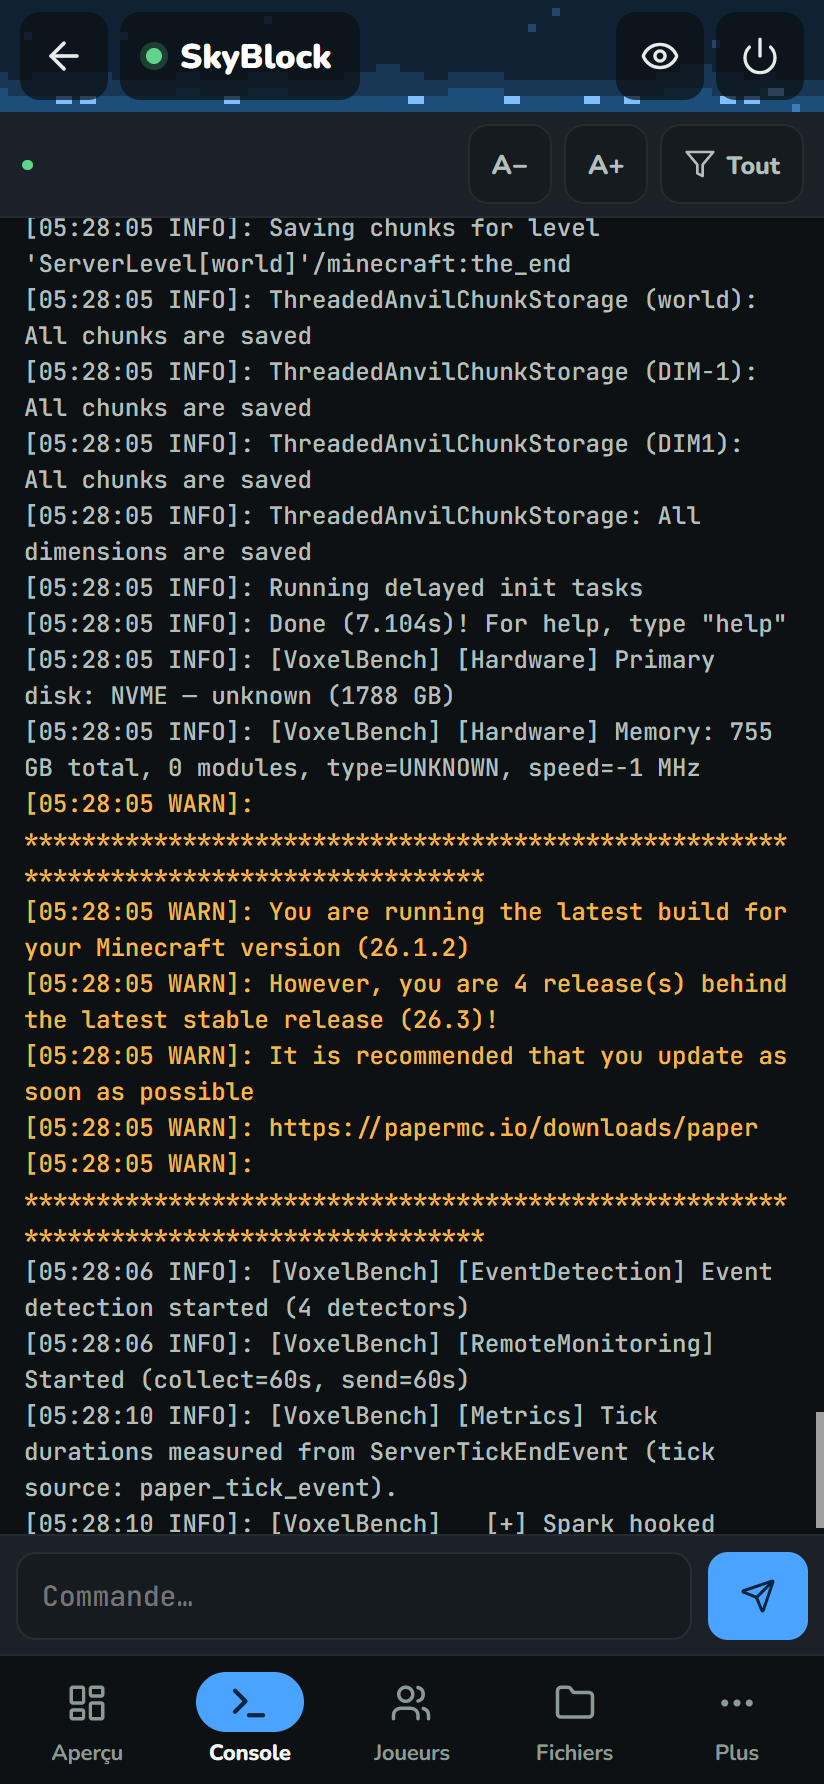 SkyBlock
A− A+ Tout
[05:28:05 INFO]: Saving chunks for level
'ServerLevel[world]'/minecraft:the_end
[05:28:05 INFO]: ThreadedAnvilChunkStorage (world):
All chunks are saved
[05:28:05 INFO]: ThreadedAnvilChunkStorage (DIM-1):
All chunks are saved
[05:28:05 INFO]: ThreadedAnvilChunkStorage (DIM1):
All chunks are saved
[05:28:05 INFO]: ThreadedAnvilChunkStorage: All
dimensions are saved
[05:28:05 INFO]: Running delayed init tasks
[05:28:05 INFO]: Done (7.104s)! For help, type "help"
[05:28:05 INFO]: [VoxelBench] [Hardware] Primary
disk: NVME — unknown (1788 GB)
[05:28:05 INFO]: [VoxelBench] [Hardware] Memory: 755
GB total, 0 modules, type=UNKNOWN, speed=-1 MHz
[05:28:05 WARN]:
*****************************************************
********************************
[05:28:05 WARN]: You are running the latest build for
your Minecraft version (26.1.2)
[05:28:05 WARN]: However, you are 4 release(s) behind
the latest stable release (26.3)!
[05:28:05 WARN]: It is recommended that you update as
soon as possible
[05:28:05 WARN]: https://papermc.io/downloads/paper
[05:28:05 WARN]:
*****************************************************
********************************
[05:28:06 INFO]: [VoxelBench] [EventDetection] Event
detection started (4 detectors)
[05:28:06 INFO]: [VoxelBench] [RemoteMonitoring]
Started (collect=60s, send=60s)
[05:28:10 INFO]: [VoxelBench] [Metrics] Tick
durations measured from ServerTickEndEvent (tick
source: paper_tick_event).
[05:28:10 INFO]: [VoxelBench]   [+] Spark hooked
Commande…
Aperçu Console Joueurs Fichiers Plus